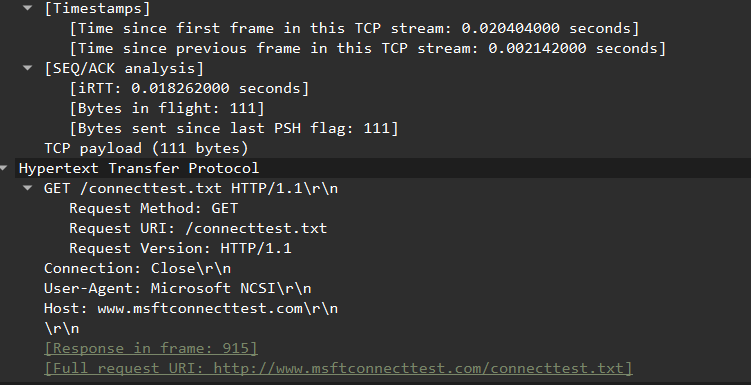 [Timestamps]
[Time since first frame in this TCP stream: 0.020404000 seconds]
[Time since previous frame in this TCP stream: 0.002142000 seconds]
[SEQ/ACK analysis]
[iRTT: 0.018262000 seconds]
[Bytes in flight: 111]
[Bytes sent since last PSH flag: 111]
TCP payload (111 bytes)
Hypertext Transfer Protocol
GET /connecttest.txt HTTP/1.1\r\n
Request Method: GET
Request URI: /connecttest.txt
Request Version: HTTP/1.1
Connection: Close\r\n
User-Agent: Microsoft NCSI\r\n
Host: www.msftconnecttest.com\r\n
\r\n
[Response in frame: 915]
[Full request URI: http://www.msftconnecttest.com/connecttest.txt]